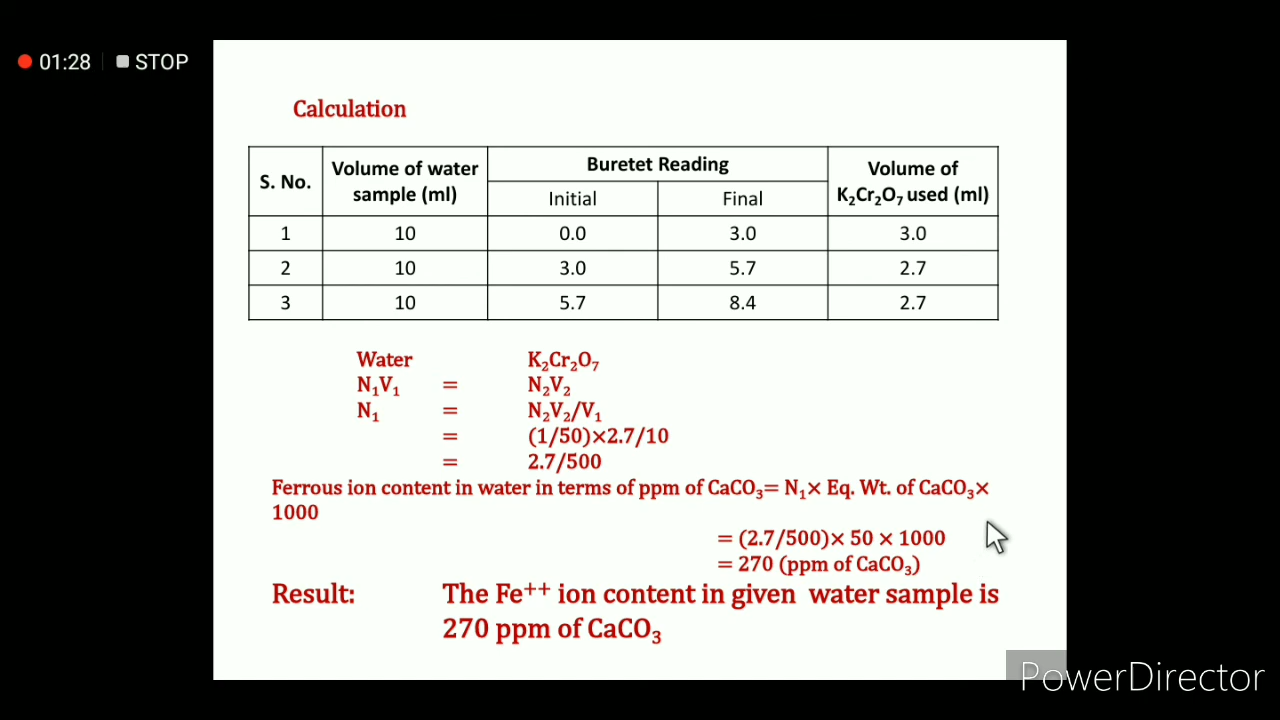 01:28 STOP
Calculation
S. No. Volume of water sample (ml) Buretet Reading Volume of K₂Cr₂O₇ used (ml)
Initial Final
1 10 0.0 3.0 3.0
2 10 3.0 5.7 2.7
3 10 5.7 8.4 2.7
Water K₂Cr₂O₇
N₁V₁ = N₂V₂
N₁ = N₂V₂/V₁
= (1/50)×2.7/10
= 2.7/500
Ferrous ion content in water in terms of ppm of CaCO₃= N₁× Eq. Wt. of CaCO₃×
1000
= (2.7/500)× 50 × 1000
= 270 (ppm of CaCO₃)
Result: The Fe⁺⁺ ion content in given water sample is
270 ppm of CaCO₃
PowerDirector